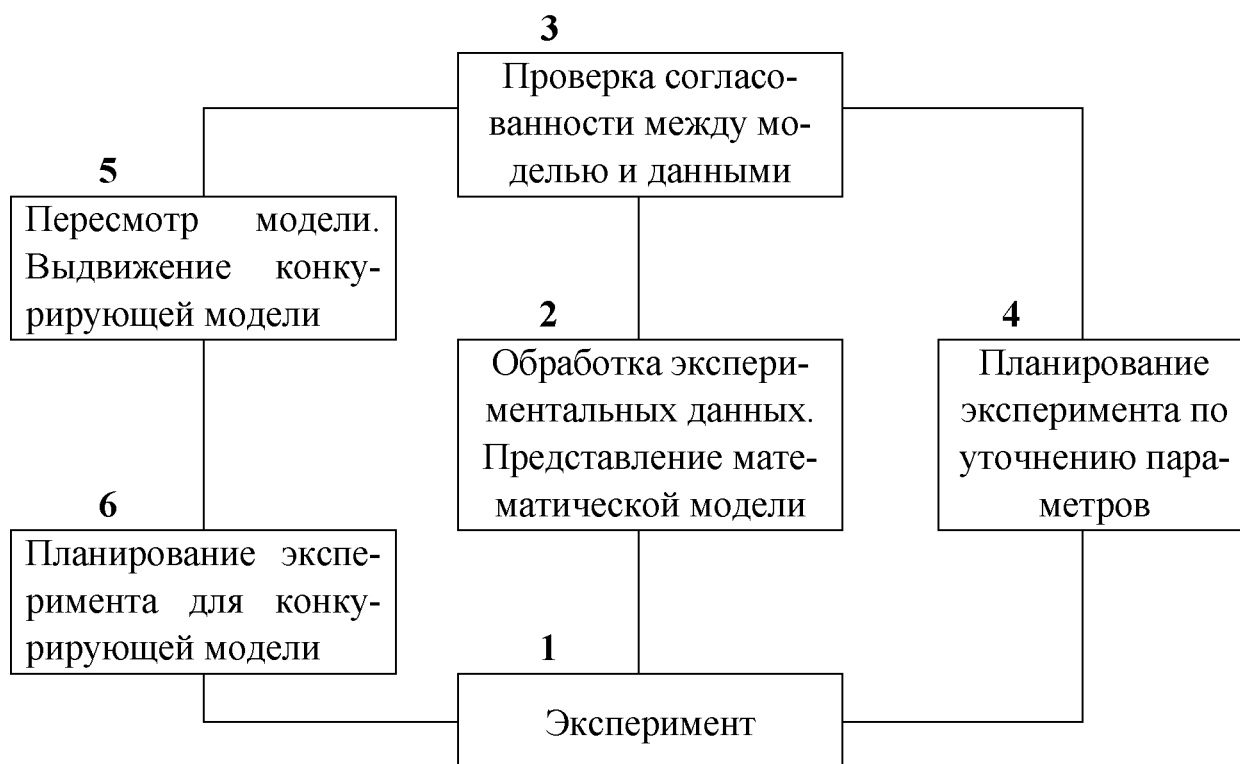 3
Проверка согласо-
ванности между мо-
делью и данными
5
Пересмотр модели.
Выдвижение конку-
рирующей модели
2
Обработка экспери-
ментальных данных.
Представление мате-
матической модели
4
Планирование
эксперимента по
уточнению пара-
метров
6
Планирование экспе-
римента для конку-
рирующей модели
1
Эксперимент